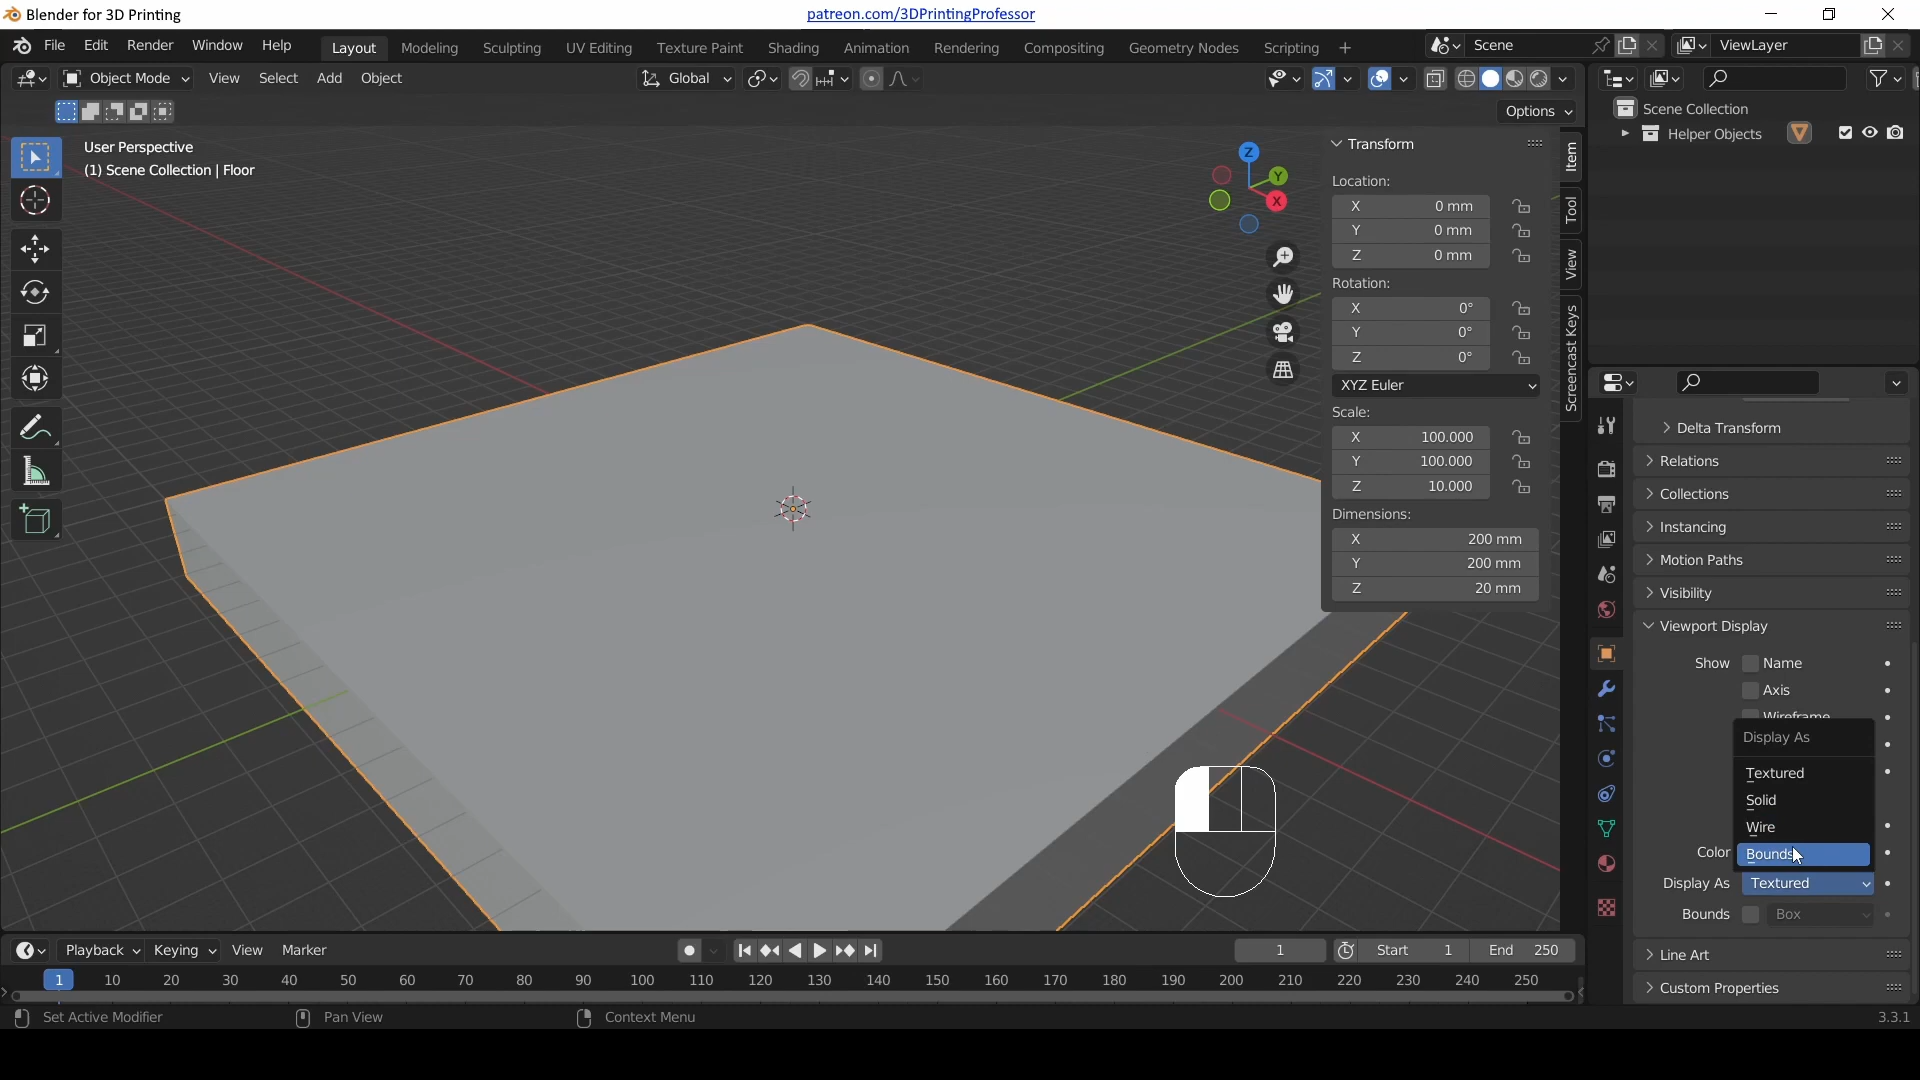 Blender for 3D Printing
patreon.com/3DPrintingProfessor
File Edit Render Window Help
Layout Modeling Sculpting UV Editing Texture Paint Shading Animation Rendering Compositing Geometry Nodes Scripting +
Scene
ViewLayer
Object Mode View Select Add Object
Global
Options
User Perspective
(1) Scene Collection | Floor
Z
Y
X
Transform
Location:
X 0 mm
Y 0 mm
Z 0 mm
Rotation:
X 0°
Y 0°
Z 0°
XYZ Euler
Scale:
X 100.000
Y 100.000
Z 10.000
Dimensions:
X 200 mm
Y 200 mm
Z 20 mm
Item
Tool
View
Screencast Keys
Scene Collection
Helper Objects
Delta Transform
Relations
Collections
Instancing
Motion Paths
Visibility
Viewport Display
Show Name
Axis
Wireframe
Display As
Textured
Solid
Wire
Color Bounds
Display As Textured
Bounds Box
Line Art
Custom Properties
Playback Keying View Marker
1 Start 1 End 250
1 10 20 30 40 50 60 70 80 90 100 110 120 130 140 150 160 170 180 190 200 210 220 230 240 250
Set Active Modifier Pan View Context Menu
3.3.1